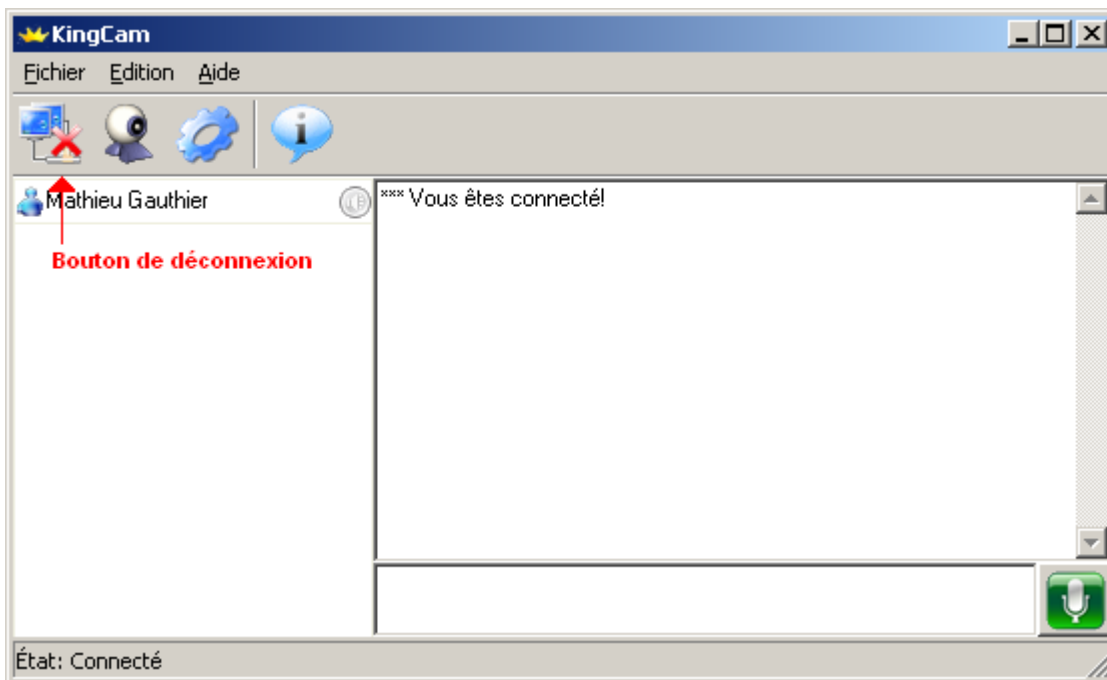 KingCam
Fichier Edition Aide
Mathieu Gauthier
*** Vous êtes connecté!
Bouton de déconnexion
État: Connecté